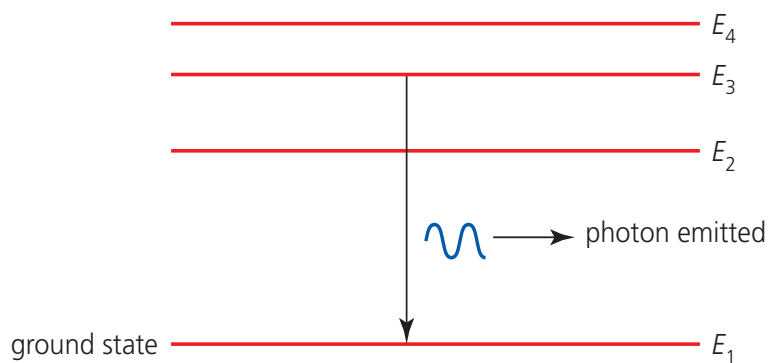 E₄
E₃
E₂
photon emitted
ground state E₁